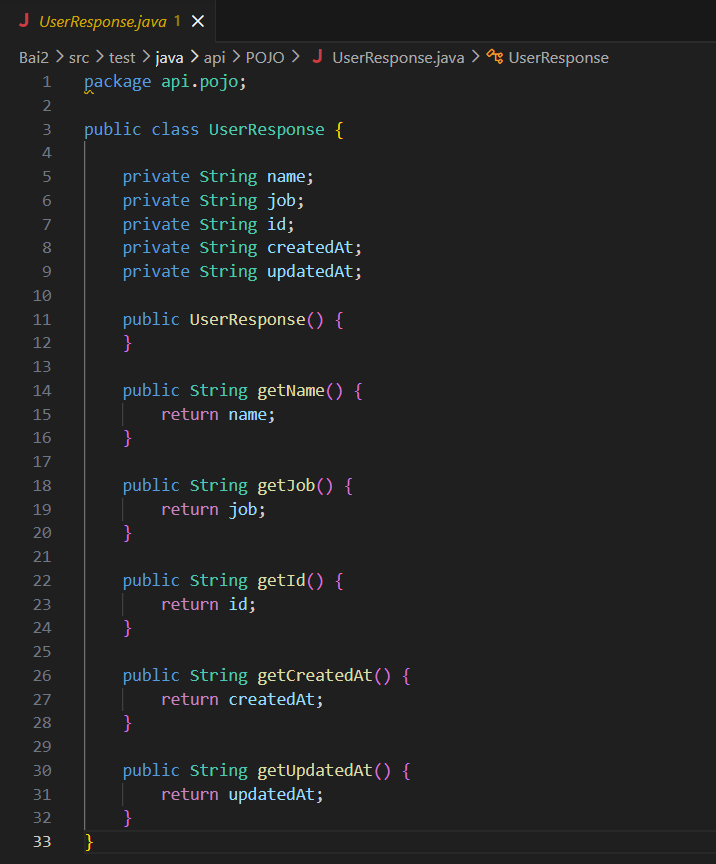 J UserResponse.java 1 ×
Bai2 > src > test > java > api > POJO > J UserResponse.java > UserResponse
1 package api.pojo;
2
3 public class UserResponse {
4
5     private String name;
6     private String job;
7     private String id;
8     private String createdAt;
9     private String updatedAt;
10
11     public UserResponse() {
12     }
13
14     public String getName() {
15         return name;
16     }
17
18     public String getJob() {
19         return job;
20     }
21
22     public String getId() {
23         return id;
24     }
25
26     public String getCreatedAt() {
27         return createdAt;
28     }
29
30     public String getUpdatedAt() {
31         return updatedAt;
32     }
33 }